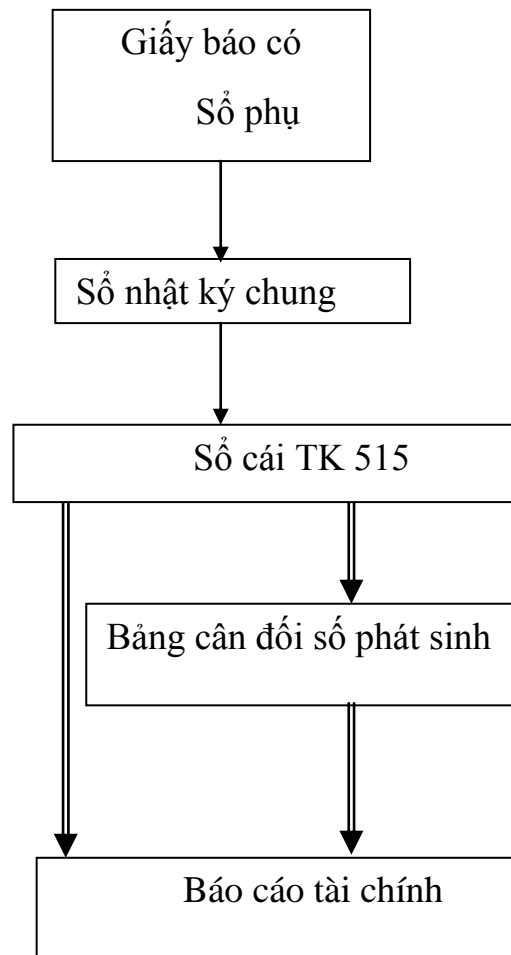 Giấy báo có
Sổ phụ
Sổ nhật ký chung
Sổ cái TK 515
Bảng cân đối số phát sinh
Báo cáo tài chính